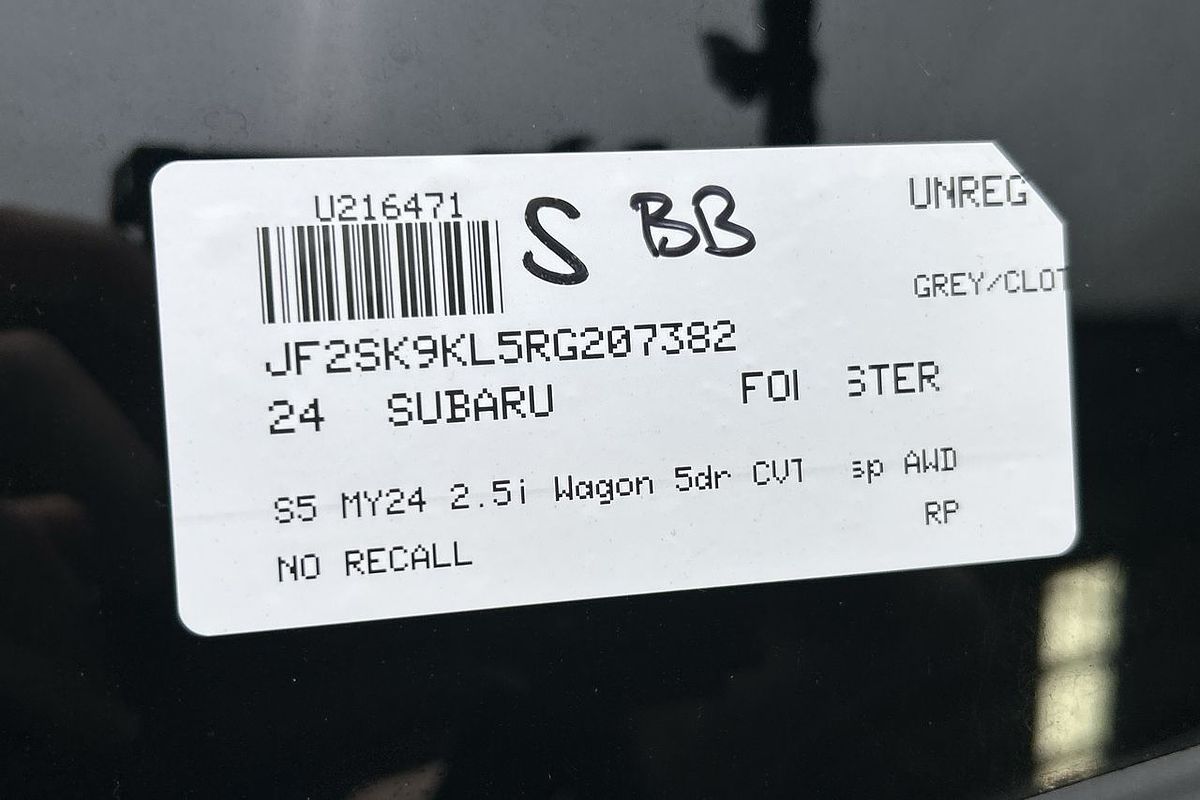 U216471 S BB UNREG
GREY/CLOT
JF2SK9KL5RG207382
24 SUBARU FOI STER
S5 MY24 2.5i Wagon 5dr CVT sp AWD
RP
NO RECALL